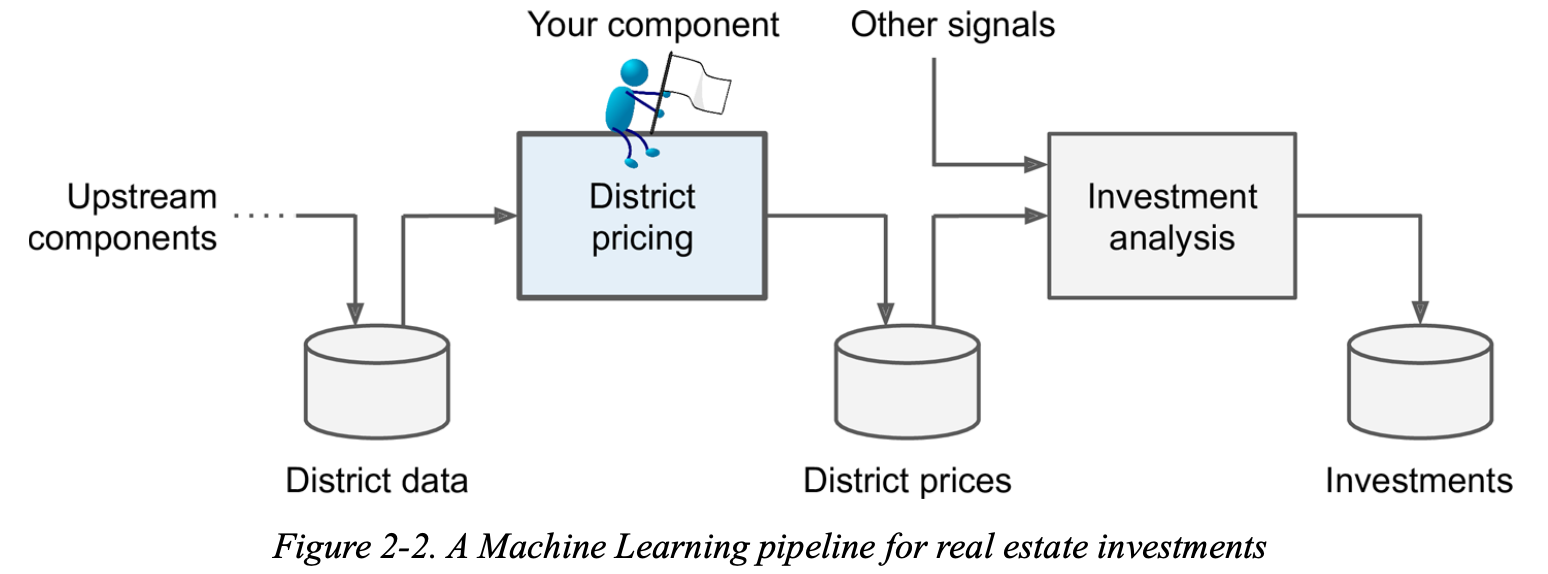 Your component
Other signals
Upstream
components
District
pricing
Investment
analysis
District data
District prices
Investments
Figure 2-2. A Machine Learning pipeline for real estate investments